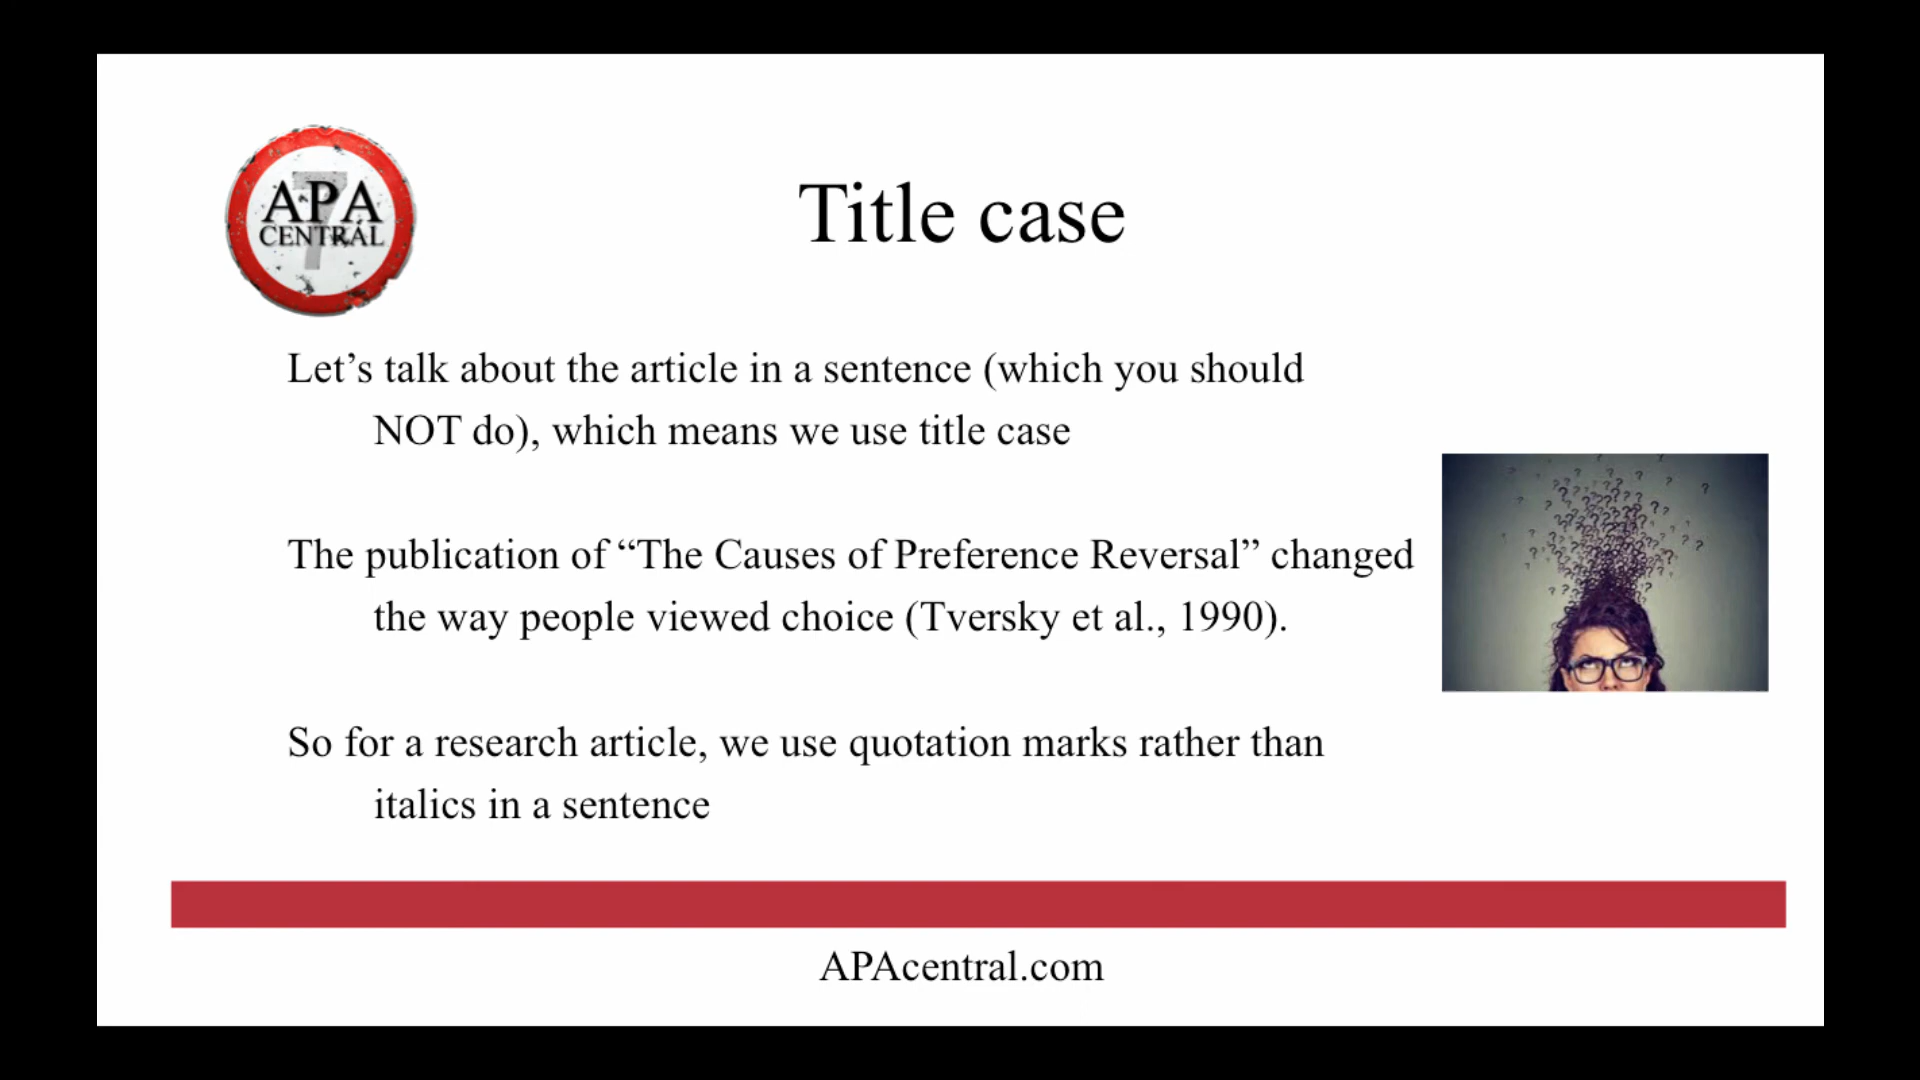 7
APA
CENTRAL
Title case
Let’s talk about the article in a sentence (which you should
NOT do), which means we use title case
The publication of “The Causes of Preference Reversal” changed
the way people viewed choice (Tversky et al., 1990).
So for a research article, we use quotation marks rather than
italics in a sentence
APAcentral.com